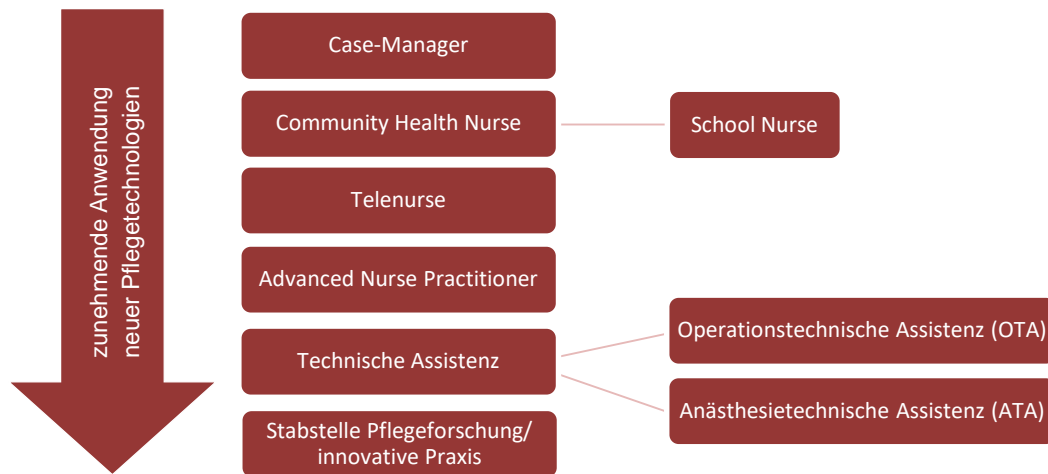 zunehmende Anwendung
neuer Pflegetechnologien
Case-Manager
Community Health Nurse
School Nurse
Telenurse
Advanced Nurse Practitioner
Technische Assistenz
Operationstechnische Assistenz (OTA)
Anästhesietechnische Assistenz (ATA)
Stabstelle Pflegeforschung/
innovative Praxis